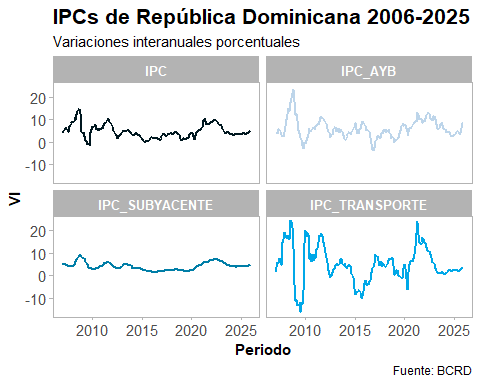 IPCs de República Dominicana 2006-2025
Variaciones interanuales porcentuales
IPC IPC_AYB
20
10
0
-10
IPC_SUBYACENTE IPC_TRANSPORTE
20
10
0
-10
VI
2010 2015 2020 2025 2010 2015 2020 2025
Periodo
Fuente: BCRD